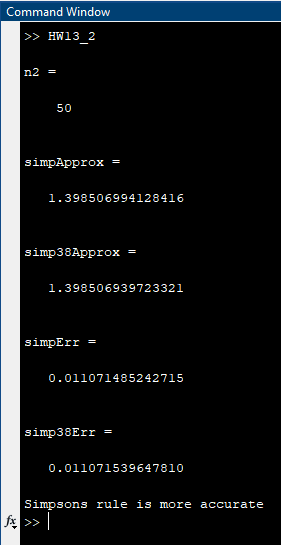 Command Window
>> HW13_2
n2 =
50
simpApprox =
1.398506994128416
simp38Approx =
1.398506939723321
simpErr =
0.011071485242715
simp38Err =
0.011071539647810
Simpsons rule is more accurate
fx >>